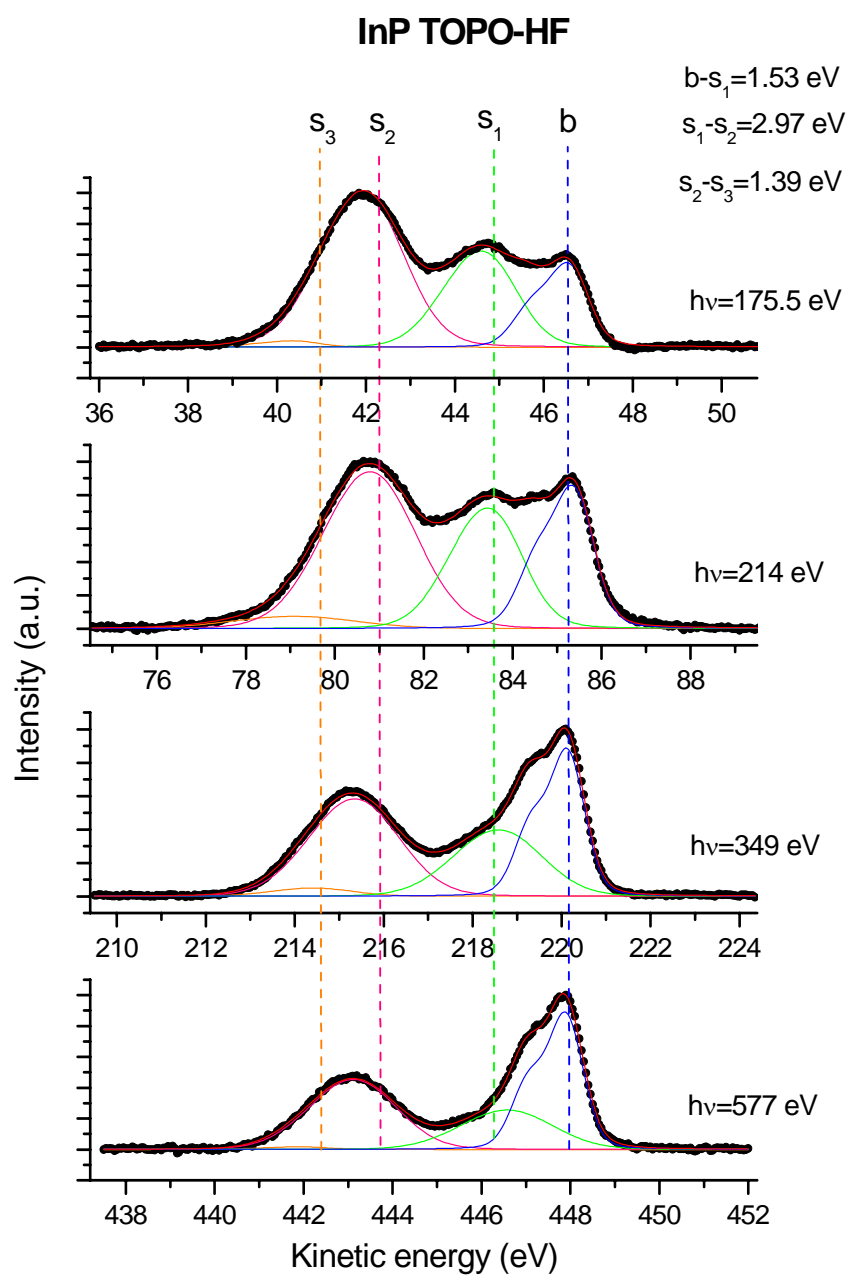 InP TOPO-HF
b-s₁=1.53 eV
s₁-s₂=2.97 eV
s₂-s₃=1.39 eV
s₃ s₂ s₁ b
hν=175.5 eV
36 38 40 42 44 46 48 50
hν=214 eV
76 78 80 82 84 86 88
hν=349 eV
210 212 214 216 218 220 222 224
hν=577 eV
438 440 442 444 446 448 450 452
Intensity (a.u.)
Kinetic energy (eV)